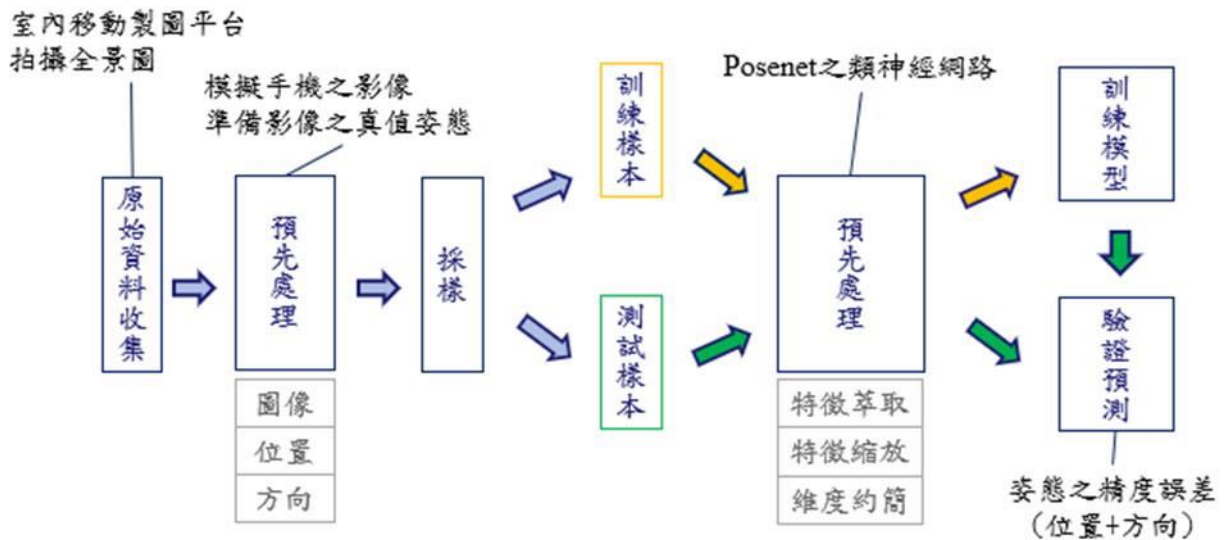 室內移動製圖平台
拍攝全景圖
模擬手機之影像
準備影像之真值姿態
Posenet之類神經網路
原始資料收集
預先處理
圖像
位置
方向
採樣
訓練樣本
測試樣本
預先處理
特徵萃取
特徵縮放
維度約簡
訓練模型
驗證預測
姿態之精度誤差
(位置+方向)